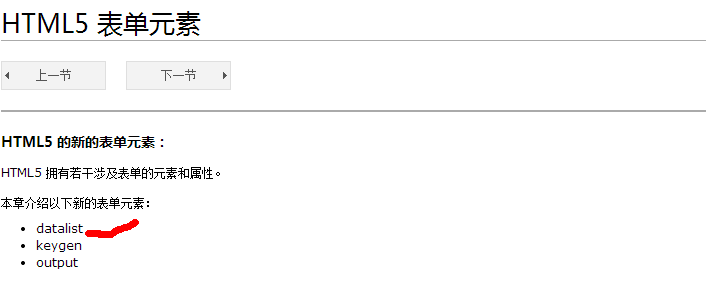 HTML5 表单元素
上一节 下一节
HTML5 的新的表单元素：
HTML5 拥有若干涉及表单的元素和属性。
本章介绍以下新的表单元素：
datalist
keygen
output